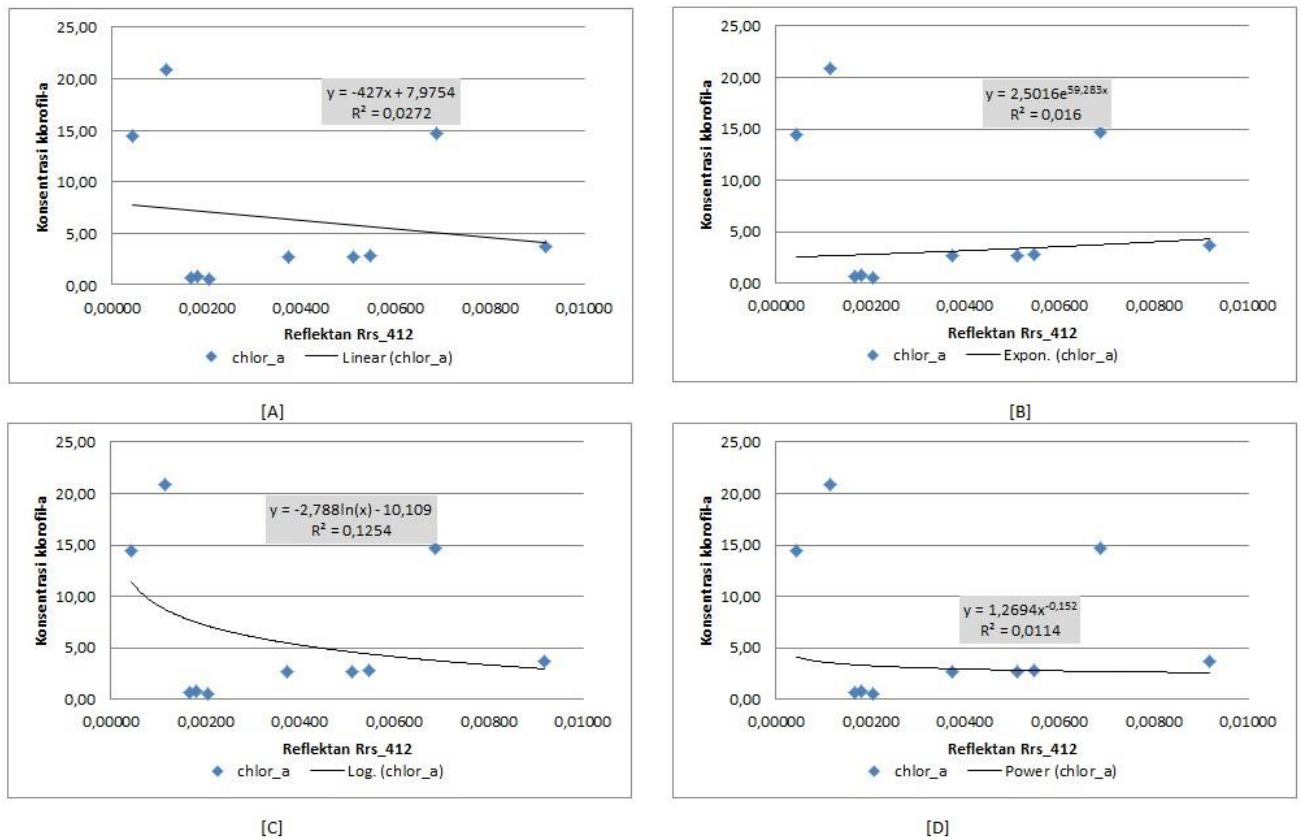 25,00
20,00
15,00
10,00
5,00
0,00
Konsentrasi klorofil-a
y = -427x + 7,9754
R² = 0,0272
0,00000 0,00200 0,00400 0,00600 0,00800 0,01000
Reflektan Rrs_412
chlor_a Linear (chlor_a)
[A]
25,00
20,00
15,00
10,00
5,00
0,00
Konsentrasi klorofil-a
y = 2,5016e^59,283x
R² = 0,016
0,00000 0,00200 0,00400 0,00600 0,00800 0,01000
Reflektan Rrs_412
chlor_a Expon. (chlor_a)
[B]
25,00
20,00
15,00
10,00
5,00
0,00
Konsentrasi klorofil-a
y = -2,788ln(x) - 10,109
R² = 0,1254
0,00000 0,00200 0,00400 0,00600 0,00800 0,01000
Reflektan Rrs_412
chlor_a Log. (chlor_a)
[C]
25,00
20,00
15,00
10,00
5,00
0,00
Konsentrasi klorofil-a
y = 1,2694x^-0,152
R² = 0,0114
0,00000 0,00200 0,00400 0,00600 0,00800 0,01000
Reflektan Rrs_412
chlor_a Power (chlor_a)
[D]